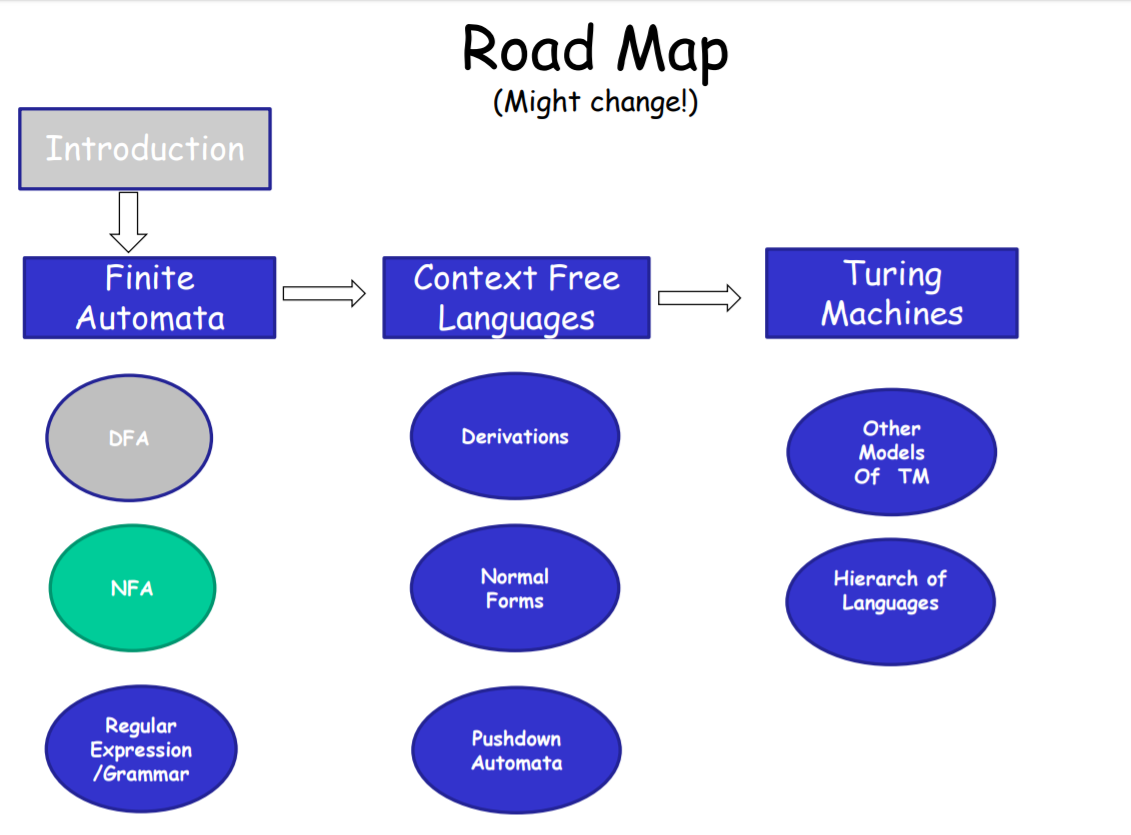 Road Map
(Might change!)
Introduction
Finite
Automata
Context Free
Languages
Turing
Machines
DFA
Derivations
Other
Models
Of TM
NFA
Normal
Forms
Hierarch of
Languages
Regular
Expression
/Grammar
Pushdown
Automata